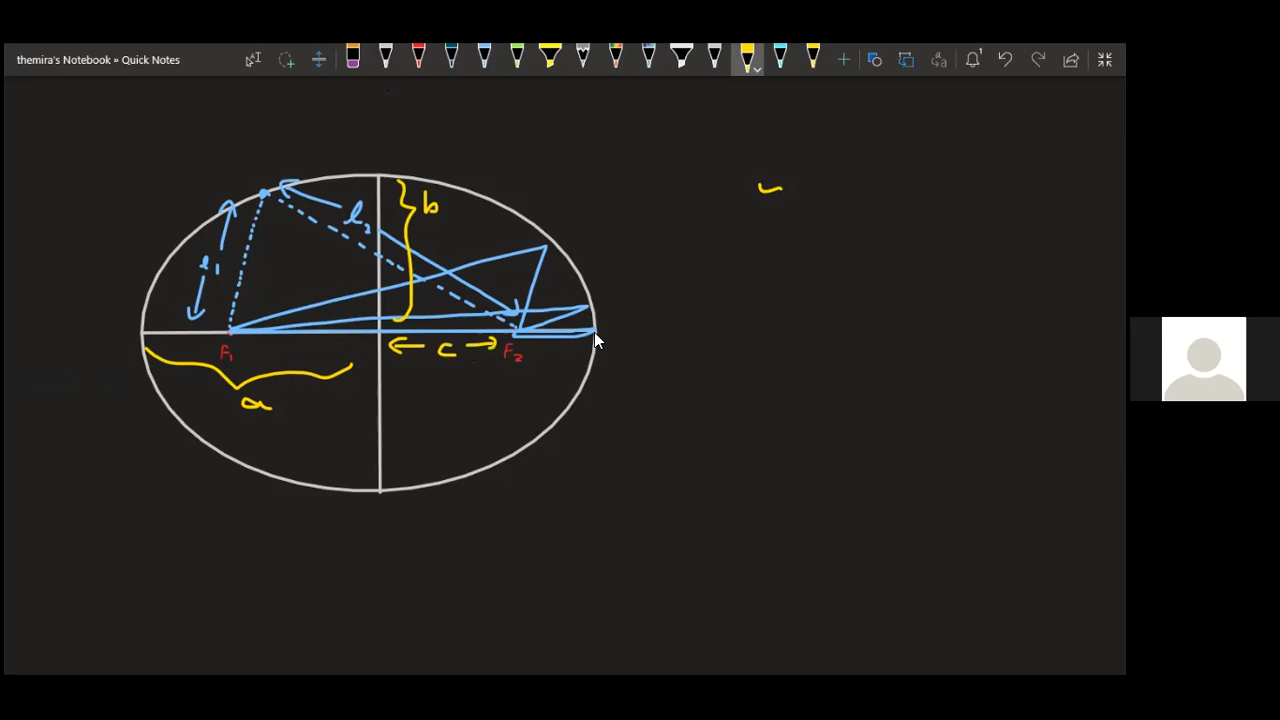 themira's Notebook » Quick Notes
b
l₂
l₁
F₁
c
F₂
a